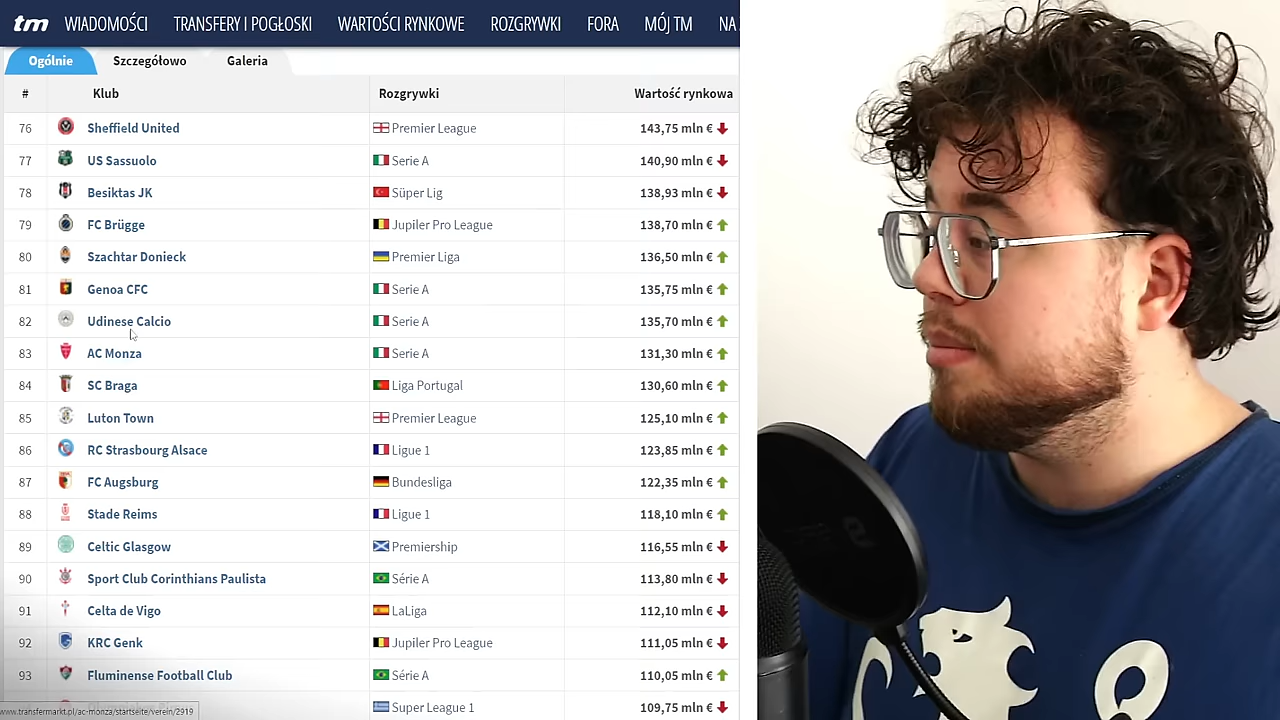 tm WIADOMOŚCI TRANSFERY I POGŁOSKI WARTOŚCI RYNKOWE ROZGRYWKI FORA MÓJ TM NA
Ogólnie Szczegółowo Galeria
# Klub Rozgrywki Wartość rynkowa
76 Sheffield United Premier League 143,75 mln €
77 US Sassuolo Serie A 140,90 mln €
78 Besiktas JK Süper Lig 138,93 mln €
79 FC Brügge Jupiler Pro League 138,70 mln €
80 Szachtar Donieck Premier Liga 136,50 mln €
81 Genoa CFC Serie A 135,75 mln €
82 Udinese Calcio Serie A 135,70 mln €
83 AC Monza Serie A 131,30 mln €
84 SC Braga Liga Portugal 130,60 mln €
85 Luton Town Premier League 125,10 mln €
86 RC Strasbourg Alsace Ligue 1 123,85 mln €
87 FC Augsburg Bundesliga 122,35 mln €
88 Stade Reims Ligue 1 118,10 mln €
89 Celtic Glasgow Premiership 116,55 mln €
90 Sport Club Corinthians Paulista Série A 113,80 mln €
91 Celta de Vigo LaLiga 112,10 mln €
92 KRC Genk Jupiler Pro League 111,05 mln €
93 Fluminense Football Club Série A 110,05 mln €
Super League 1 109,75 mln €
www.transfermarkt.pl/ac-monza/startseite/verein/2919